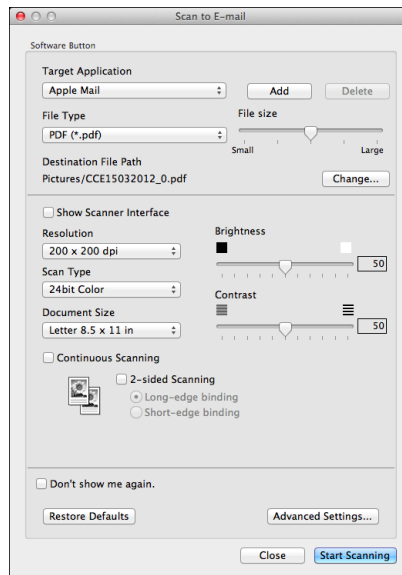 Scan to E-mail
Software Button
Target Application
Apple Mail
Add
Delete
File Type
File size
PDF (*.pdf)
Small
Large
Destination File Path
Pictures/CCE15032012_0.pdf
Change...
Show Scanner Interface
Resolution
Brightness
200 x 200 dpi
50
Scan Type
24bit Color
Contrast
Document Size
Letter 8.5 x 11 in
50
Continuous Scanning
2-sided Scanning
Long-edge binding
Short-edge binding
Don't show me again.
Restore Defaults
Advanced Settings...
Close
Start Scanning